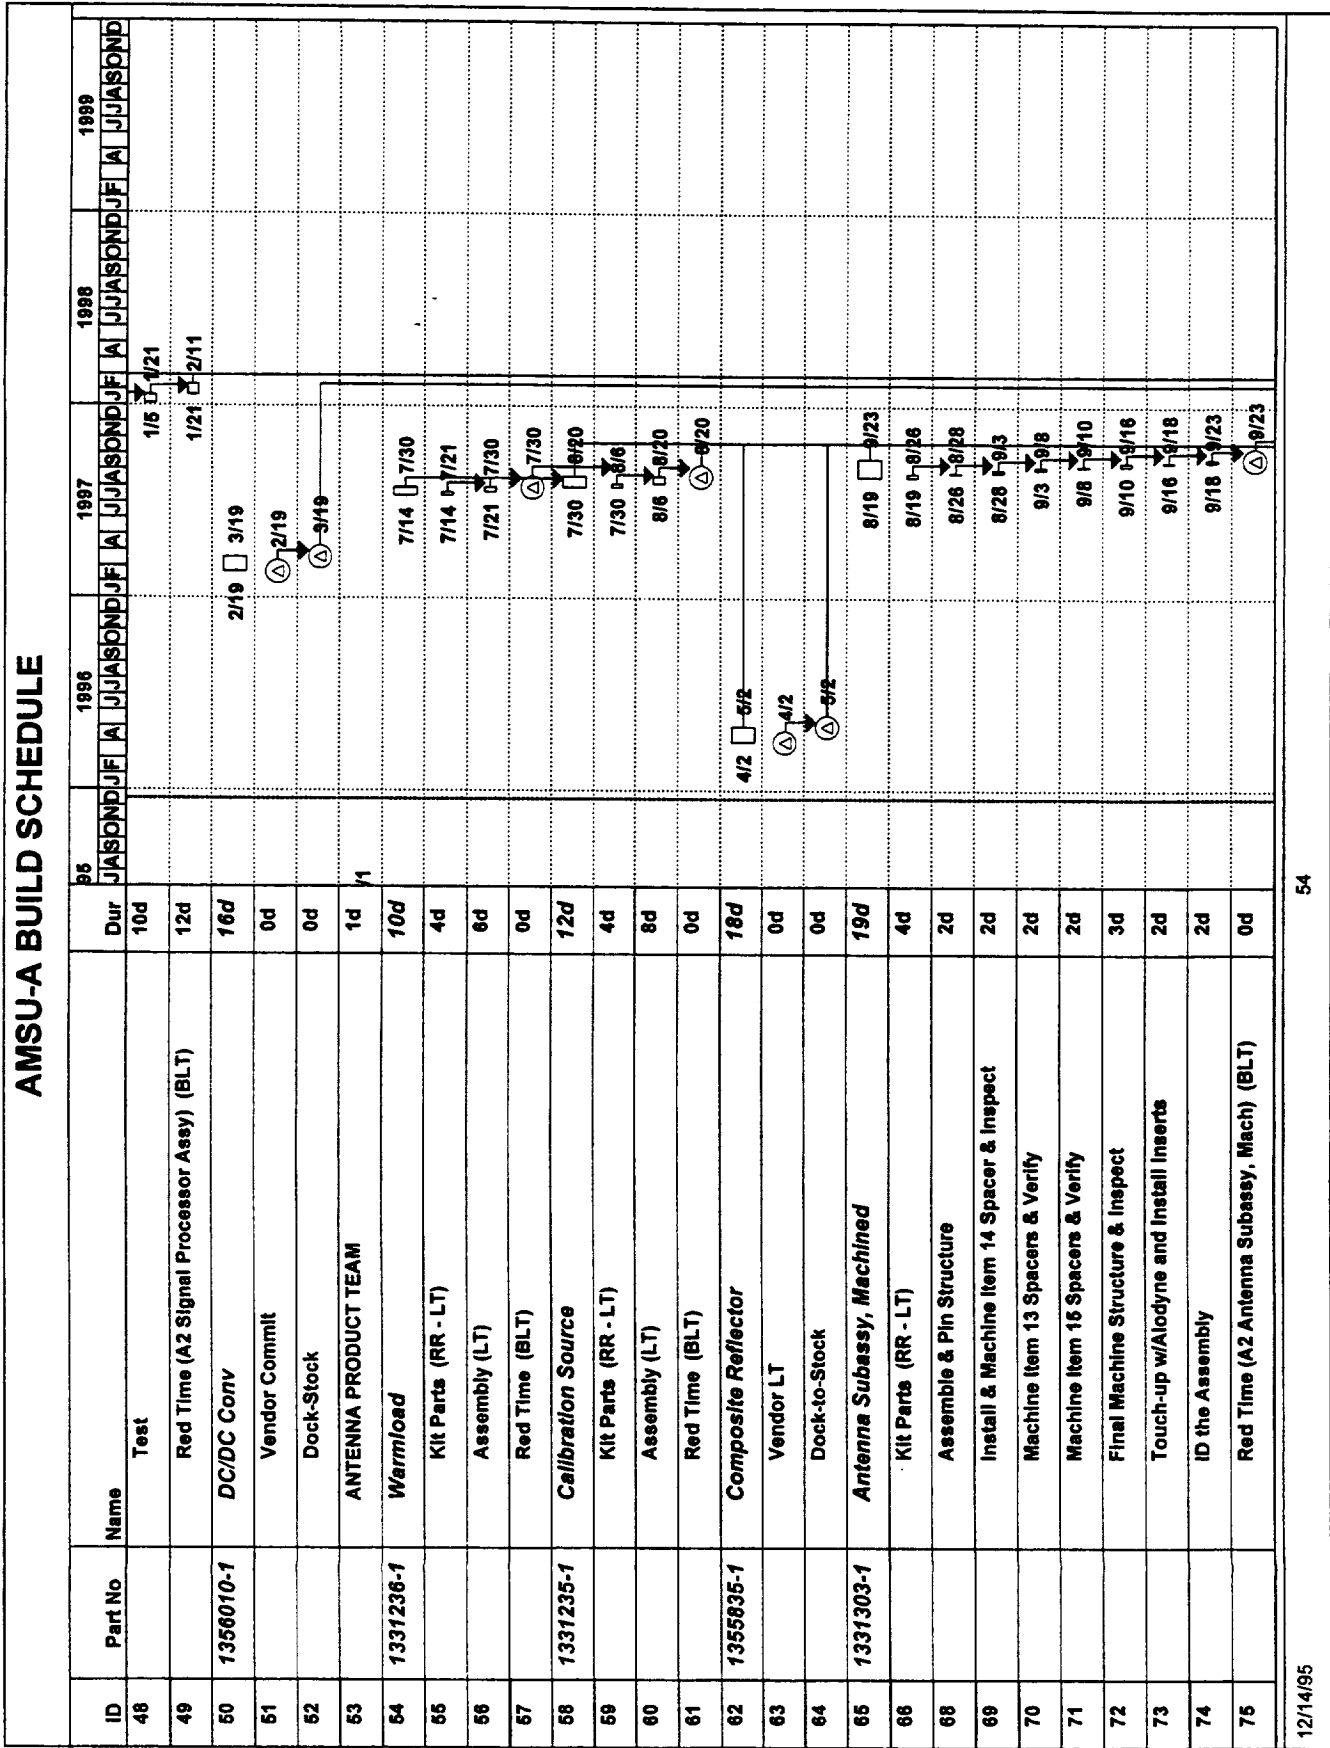 AMSU-A BUILD SCHEDULE
95 1996 1997 1998 1999
ID Part No Name Dur J A S O N D J F A J J A S O N D J F A J J A S O N D J F A J J A S O N D J F A J J A S O N D
48 Test 10d 1/5 1/21
49 Red Time (A2 Signal Processor Assy) (BLT) 12d 1/21 2/11
50 1356010-1 DC/DC Conv 16d 2/19 3/19
51 Vendor Commit 0d 2/19
52 Dock-Stock 0d 3/19
53 ANTENNA PRODUCT TEAM 1d /1
54 1331236-1 Warmload 10d 7/14 7/30
55 Kit Parts (RR - LT) 4d 7/14 7/21
56 Assembly (LT) 6d 7/21 7/30
57 Red Time (BLT) 0d 7/30
58 1331235-1 Calibration Source 12d 7/30 8/20
59 Kit Parts (RR - LT) 4d 7/30 8/6
60 Assembly (LT) 8d 8/6 8/20
61 Red Time (BLT) 0d 8/20
62 1355835-1 Composite Reflector 18d 4/2 5/2
63 Vendor LT 0d 4/2
64 Dock-to-Stock 0d 5/2
65 1331303-1 Antenna Subassy, Machined 19d 8/19 9/23
66 Kit Parts (RR - LT) 4d 8/19 8/26
68 Assemble & Pin Structure 2d 8/26 8/28
69 Install & Machine Item 14 Spacer & Inspect 2d 8/28 9/3
70 Machine Item 13 Spacers & Verify 2d 9/3 9/8
71 Machine Item 15 Spacers & Verify 2d 9/8 9/10
72 Final Machine Structure & Inspect 3d 9/10 9/16
73 Touch-up w/Alodyne and Install Inserts 2d 9/16 9/18
74 ID the Assembly 2d 9/18 9/23
75 Red Time (A2 Antenna Subassy, Mach) (BLT) 0d 9/23
12/14/95 54